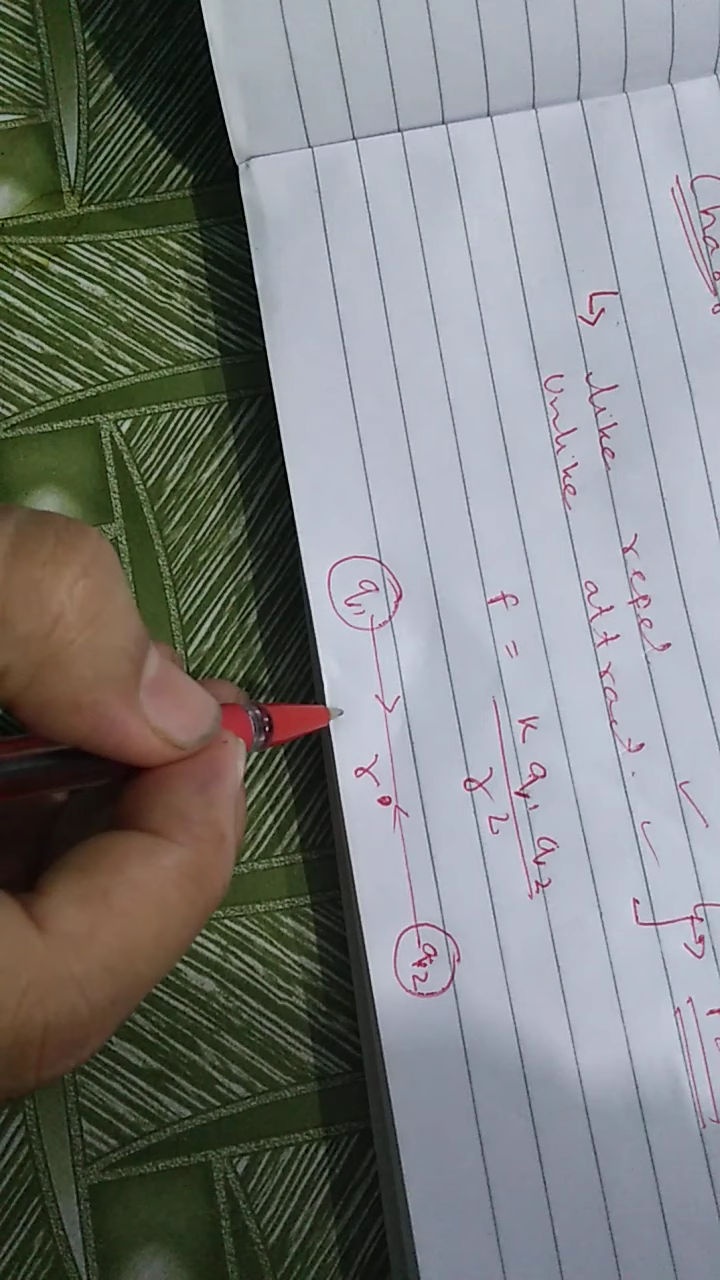 ↳ like repel ✓
unlike attract. ✓
f = k q1 q2
r2
q1 r q2